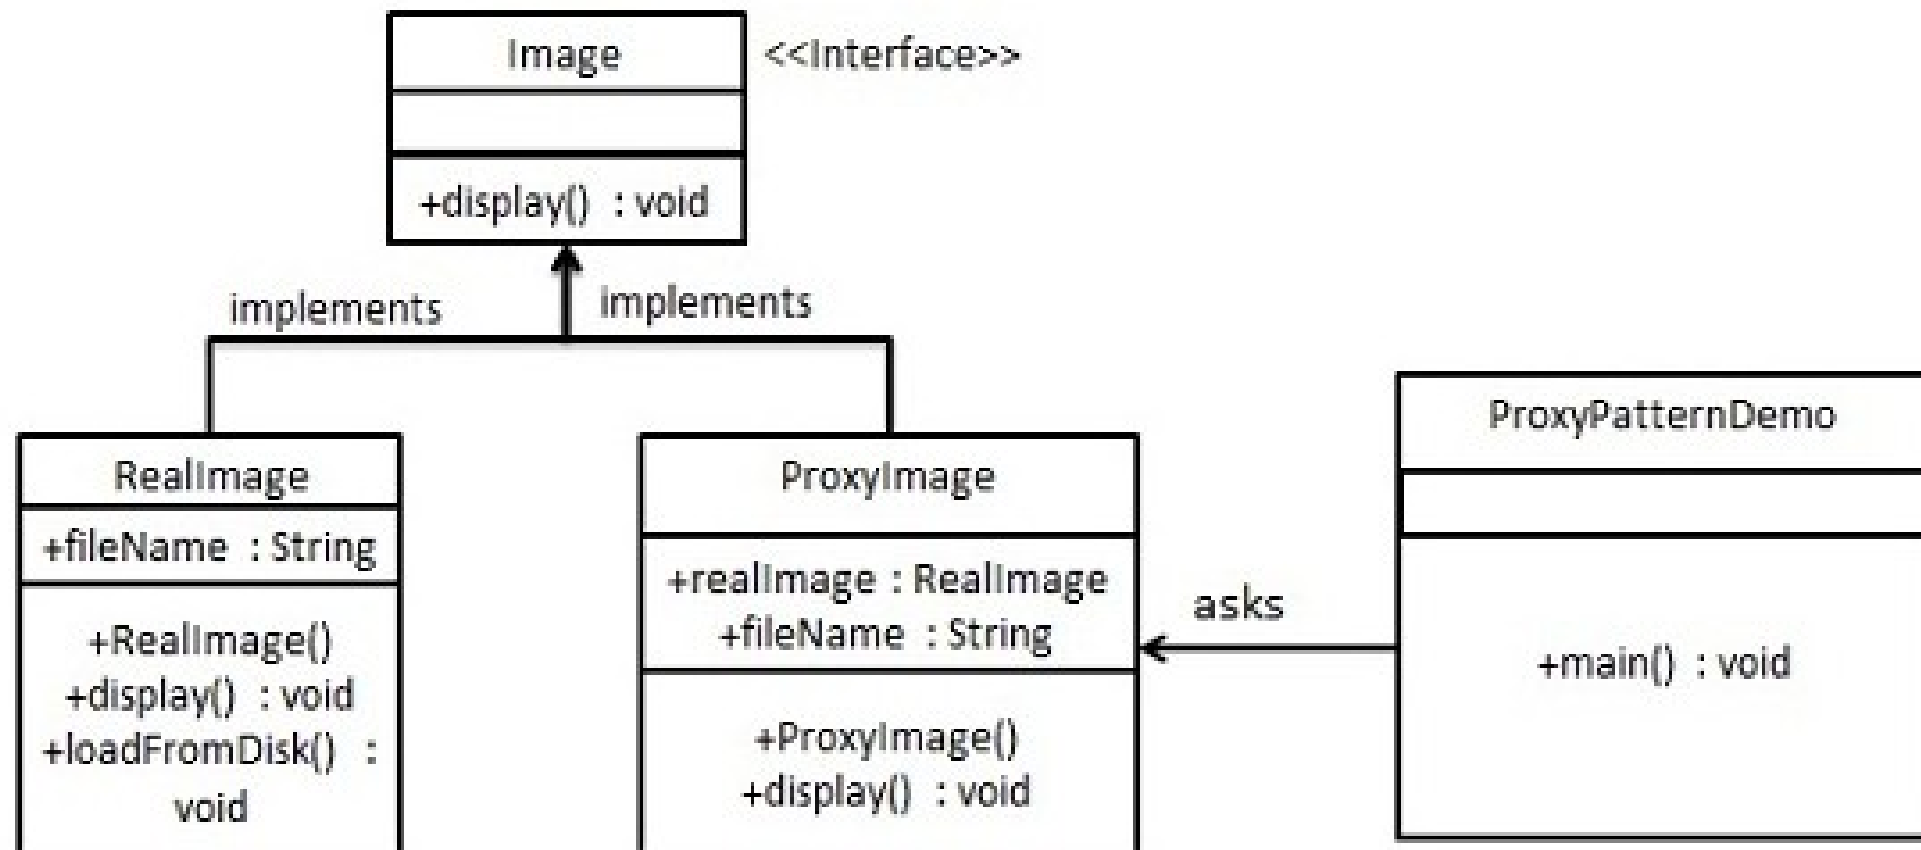 Image
<<Interface>>
+display() : void
implements
implements
RealImage
+fileName : String
+RealImage()
+display() : void
+loadFromDisk() :
void
ProxyImage
+realImage : RealImage
+fileName : String
+ProxyImage()
+display() : void
asks
ProxyPatternDemo
+main() : void